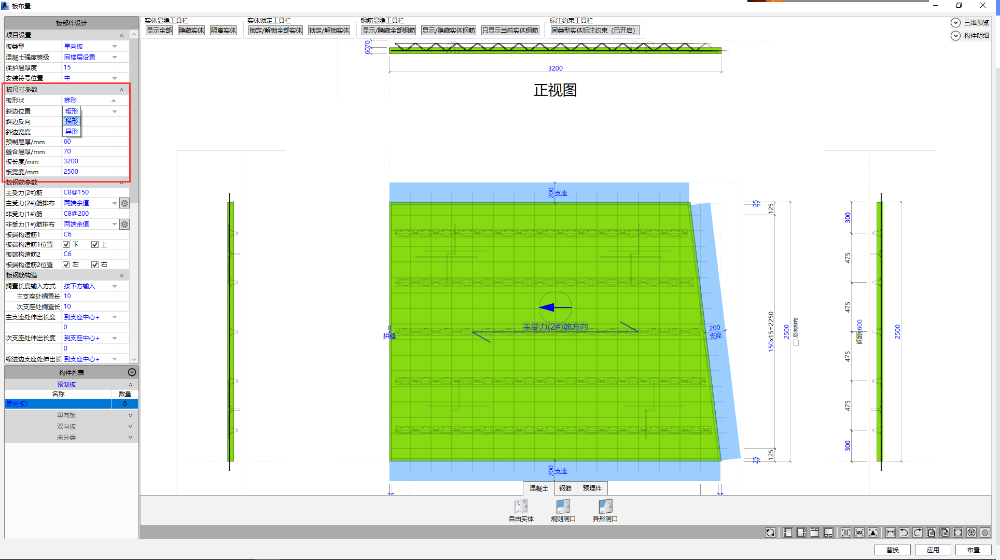 板布置
板部件设计
项目设置
板类型 单向板
混凝土强度等级 同楼层设置
保护层厚度 15
安装符号位置 中
板尺寸参数
板形状 梯形
斜边位置 矩形
斜边反向 梯形
斜边宽度 异形
预制层厚/mm 60
叠合层厚/mm 70
板长度/mm 3200
板宽度/mm 2500
板钢筋参数
主受力(2#)筋 C8@150
主受力(2#)筋排布 两端余值
非受力(1#)筋 C8@200
非受力(1#)筋排布 两端余值
板端构造筋1 C6
板端构造筋1位置 下 上
板端构造筋2 C6
板端构造筋2位置 左 右
板钢筋构造
搁置长度输入方式 按下方输入
主支座处搁置长 10
次支座处搁置长 10
主支座处伸出长度 到支座中心+
0
次支座处伸出长度 到支座中心+
0
缩进边支座处伸出长 到支座中心+
构件列表
预制板
名称 数量
单向板1 0
单向板
双向板
未分类
实体显隐工具栏
显示全部 隐藏实体 隔离实体
实体锁定工具栏
锁定/解锁全部实体 锁定/解锁实体
钢筋显隐工具栏
显示/隐藏全部钢筋 显示/隐藏实体钢筋 只显示当前实体钢筋
标注约束工具栏
同类型实体标注约束（已开启）
三维预览
构件明细
6070
3200
正视图
200 支座
0
拼缝
主受力(2#)筋方向
200
支座
200 支座
25
125
150x15=2250
2500
反向排布
125
25
300
475
475
间距≤600
475
475
300
2500
25
25
混凝土 钢筋 预埋件
自由实体 规则洞口 异形洞口
替换 应用 布置